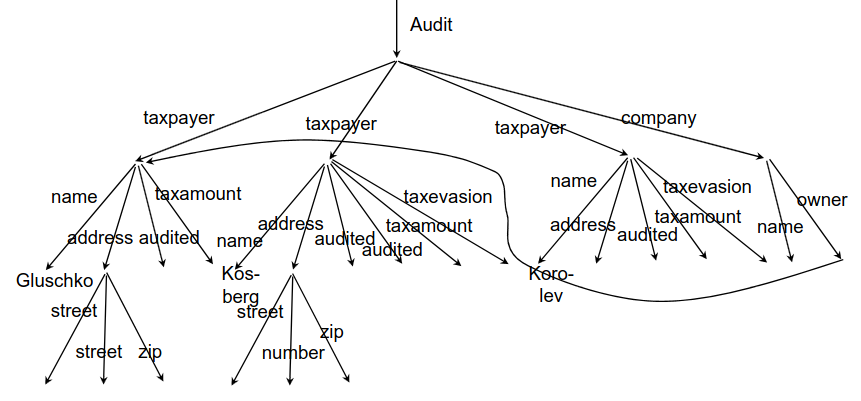 Audit
taxpayer
taxpayer
taxpayer
company
name
taxamount
address
audited
name
address
audited
audited
taxamount
taxevasion
name
address
audited
taxamount
taxevasion
name
owner
Gluschko
Kos-
berg
Koro-
lev
street
street
zip
street
number
zip